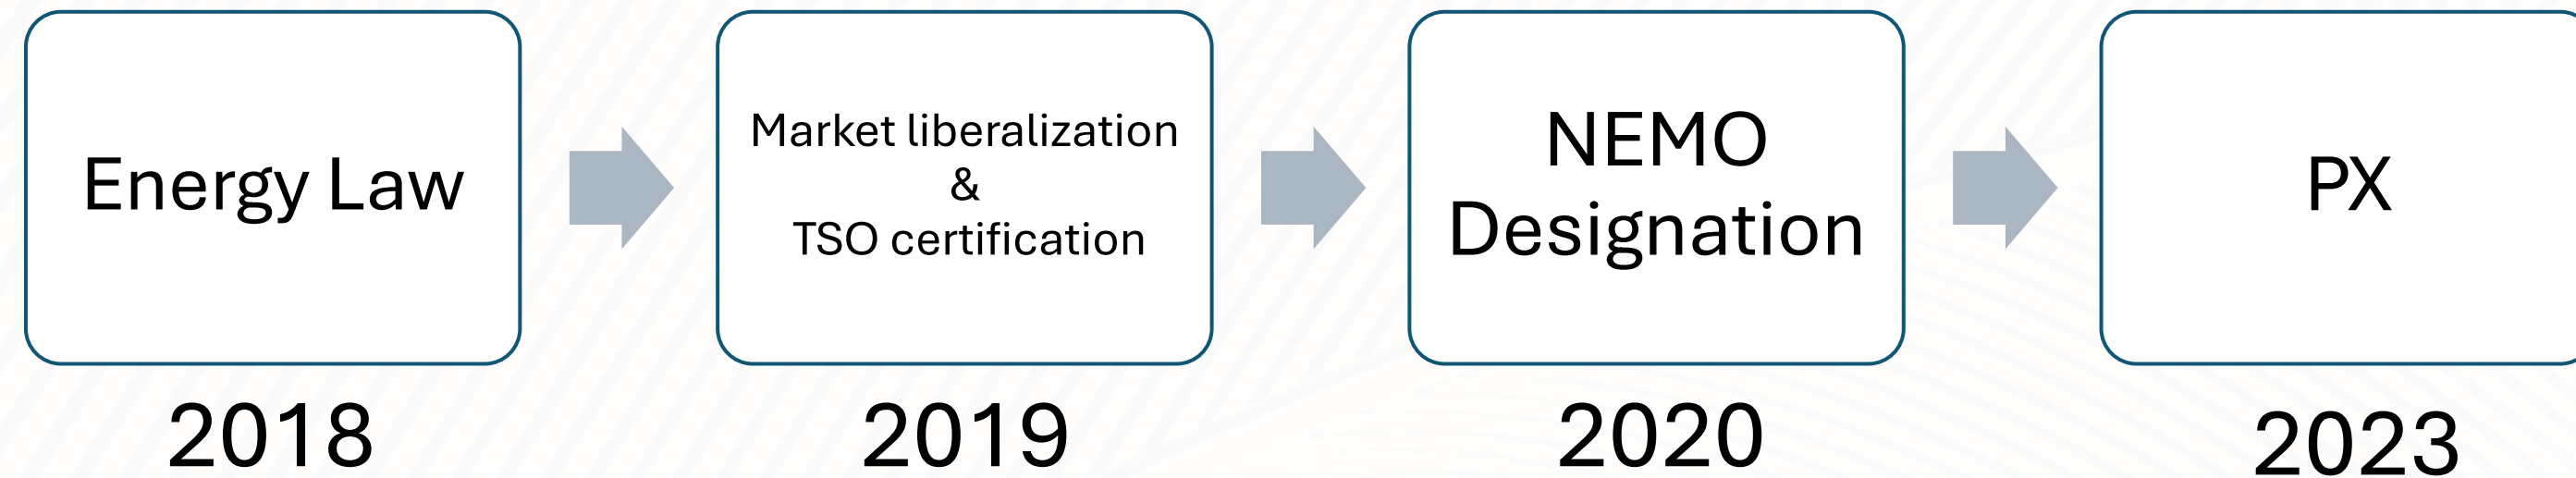 Energy Law
Market liberalization
&
TSO certification
NEMO
Designation
PX
2018
2019
2020
2023